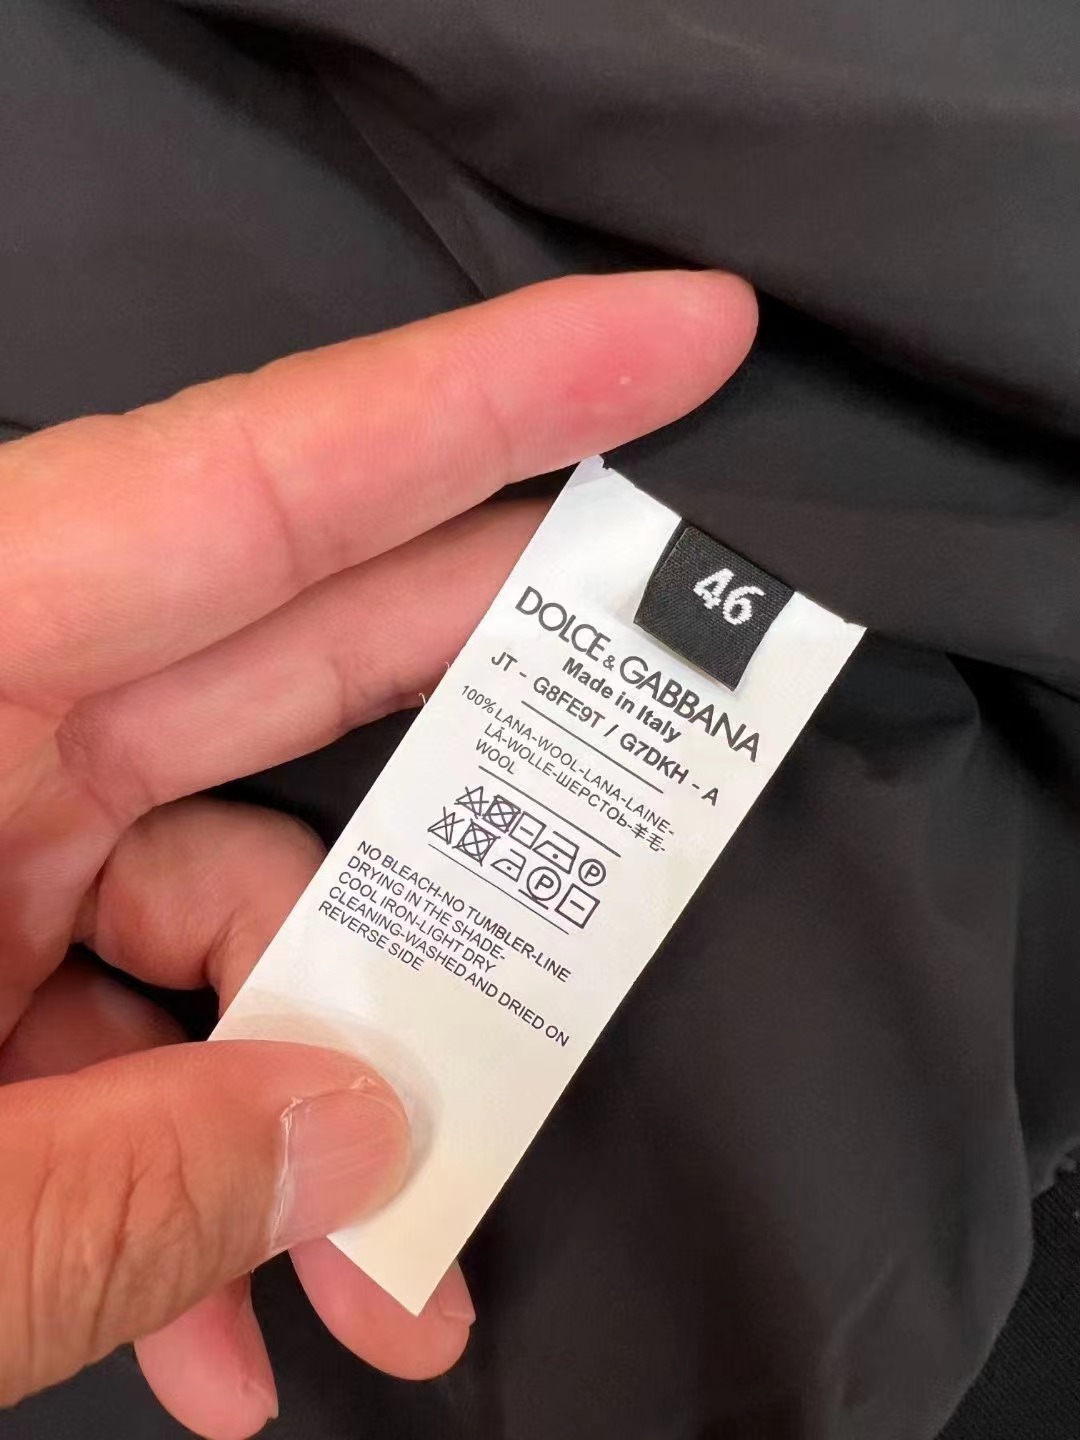 46
DOLCE & GABBANA
Made in Italy
JT - G8FE9T / G7DKH - A
100% LANA-WOOL-LANA-LAINE-
LÃ-WOLLE-ШЕРСТОЬ-羊毛-
WOOL
P
P
NO BLEACH-NO TUMBLER-LINE
DRYING IN THE SHADE-
COOL IRON-LIGHT DRY
CLEANING-WASHED AND DRIED ON
REVERSE SIDE